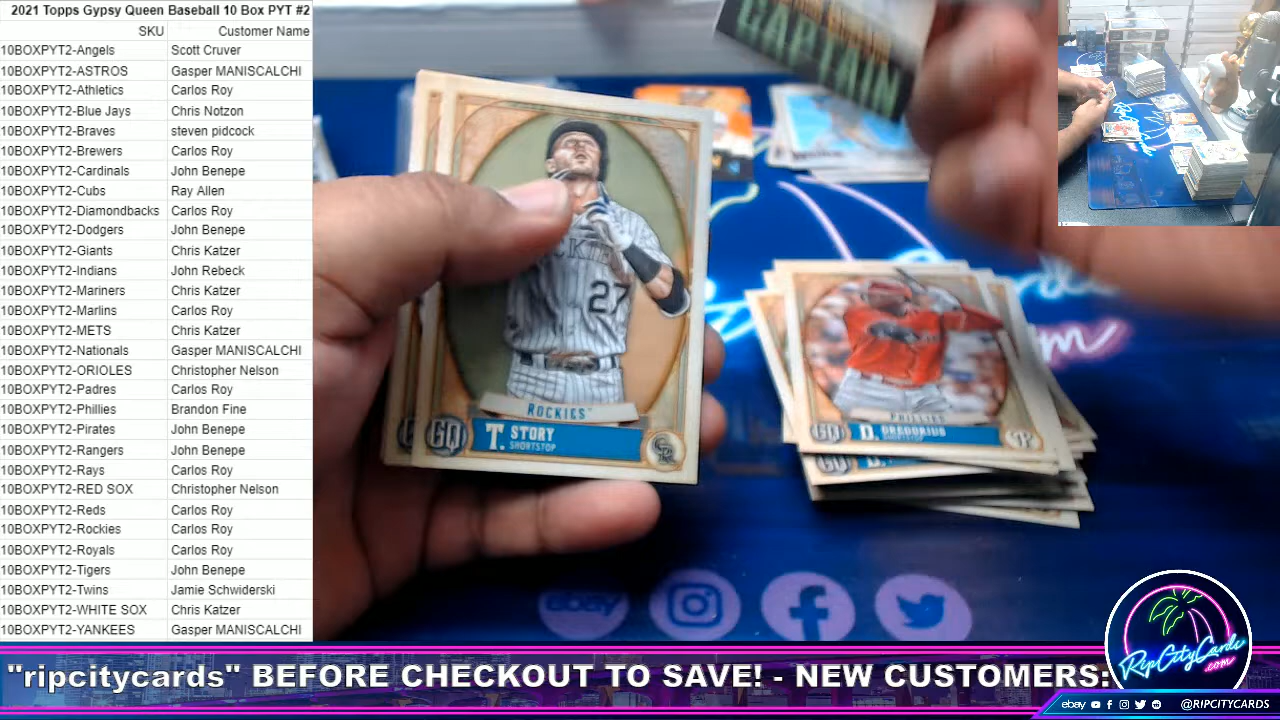 2021 Topps Gypsy Queen Baseball 10 Box PYT #2
SKU Customer Name
10BOXPYT2-Angels Scott Cruver
10BOXPYT2-ASTROS Gasper MANISCALCHI
10BOXPYT2-Athletics Carlos Roy
10BOXPYT2-Blue Jays Chris Notzon
10BOXPYT2-Braves steven pidcock
10BOXPYT2-Brewers Carlos Roy
10BOXPYT2-Cardinals John Benepe
10BOXPYT2-Cubs Ray Allen
10BOXPYT2-Diamondbacks Carlos Roy
10BOXPYT2-Dodgers John Benepe
10BOXPYT2-Giants Chris Katzer
10BOXPYT2-Indians John Rebeck
10BOXPYT2-Mariners Chris Katzer
10BOXPYT2-Marlins Carlos Roy
10BOXPYT2-METS Chris Katzer
10BOXPYT2-Nationals Gasper MANISCALCHI
10BOXPYT2-ORIOLES Christopher Nelson
10BOXPYT2-Padres Carlos Roy
10BOXPYT2-Phillies Brandon Fine
10BOXPYT2-Pirates John Benepe
10BOXPYT2-Rangers John Benepe
10BOXPYT2-Rays Carlos Roy
10BOXPYT2-RED SOX Christopher Nelson
10BOXPYT2-Reds Carlos Roy
10BOXPYT2-Rockies Carlos Roy
10BOXPYT2-Royals Carlos Roy
10BOXPYT2-Tigers John Benepe
10BOXPYT2-Twins Jamie Schwiderski
10BOXPYT2-WHITE SOX Chris Katzer
10BOXPYT2-YANKEES Gasper MANISCALCHI
CAPTAIN
27
ROCKIES
GQ T. STORY
SHORTSTOP
PHILLIES
GQ D. GREGORIUS
SHORTSTOP
GQ D.
ebay
"ripcitycards" BEFORE CHECKOUT TO SAVE! - NEW CUSTOMERS:
RipCityCards
.com
ebay @RIPCITYCARDS